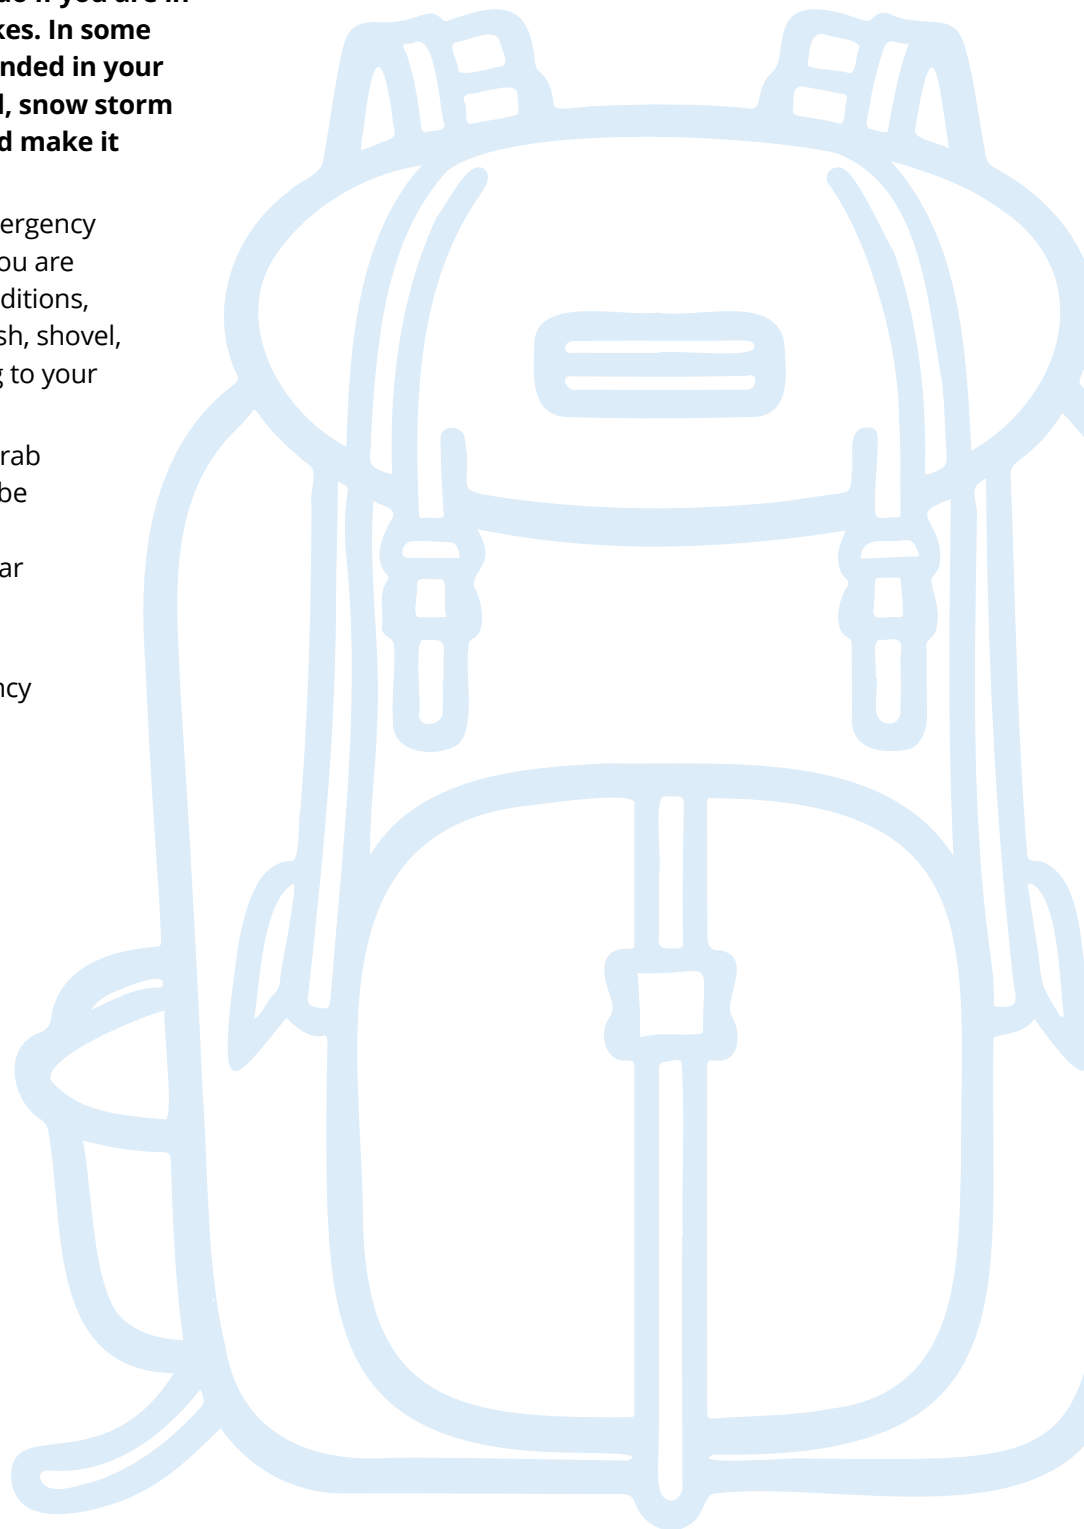 kes. In some
nded in your
, snow storm
d make it
ergency
ou are
ditions,
sh, shovel,
g to your
rab
be
ar
ncy